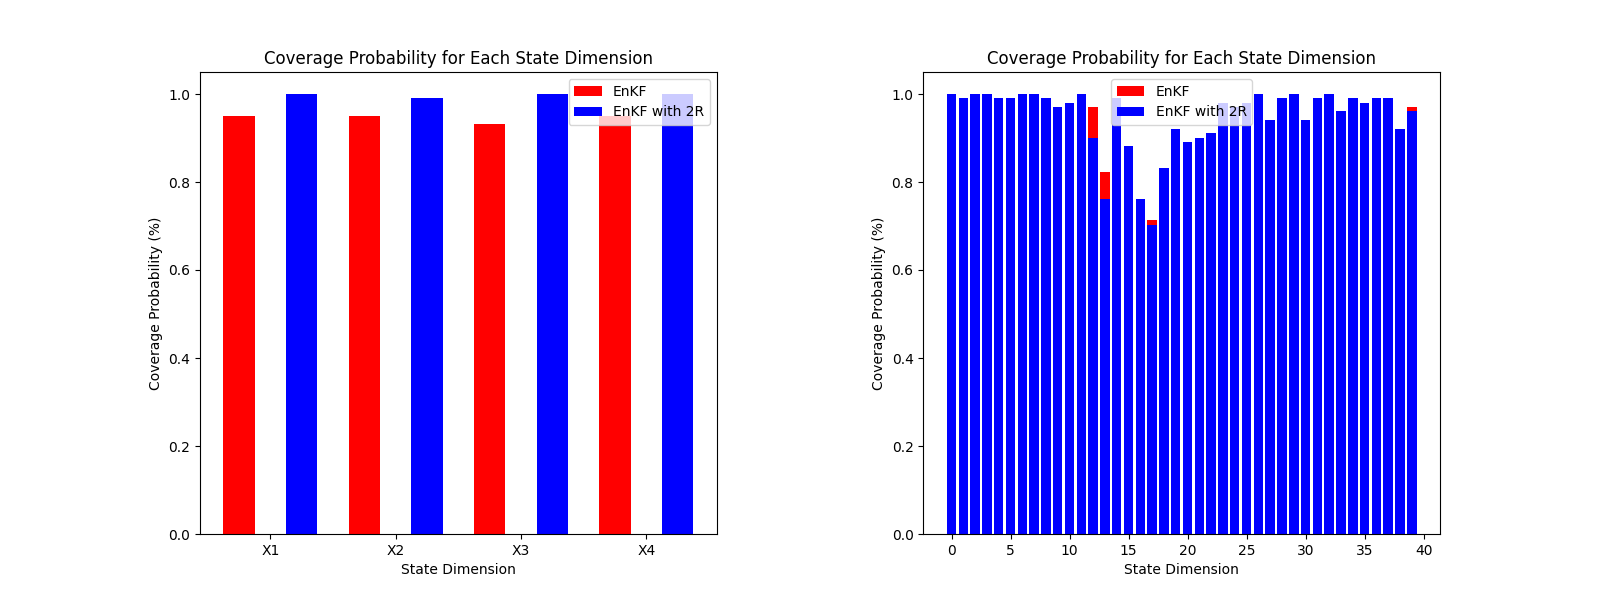 Coverage Probability for Each State Dimension
EnKF
EnKF with 2R
Coverage Probability (%)
1.0
0.8
0.6
0.4
0.2
0.0
X1 X2 X3 X4
State Dimension
Coverage Probability for Each State Dimension
EnKF
EnKF with 2R
Coverage Probability (%)
1.0
0.8
0.6
0.4
0.2
0.0
0 5 10 15 20 25 30 35 40
State Dimension